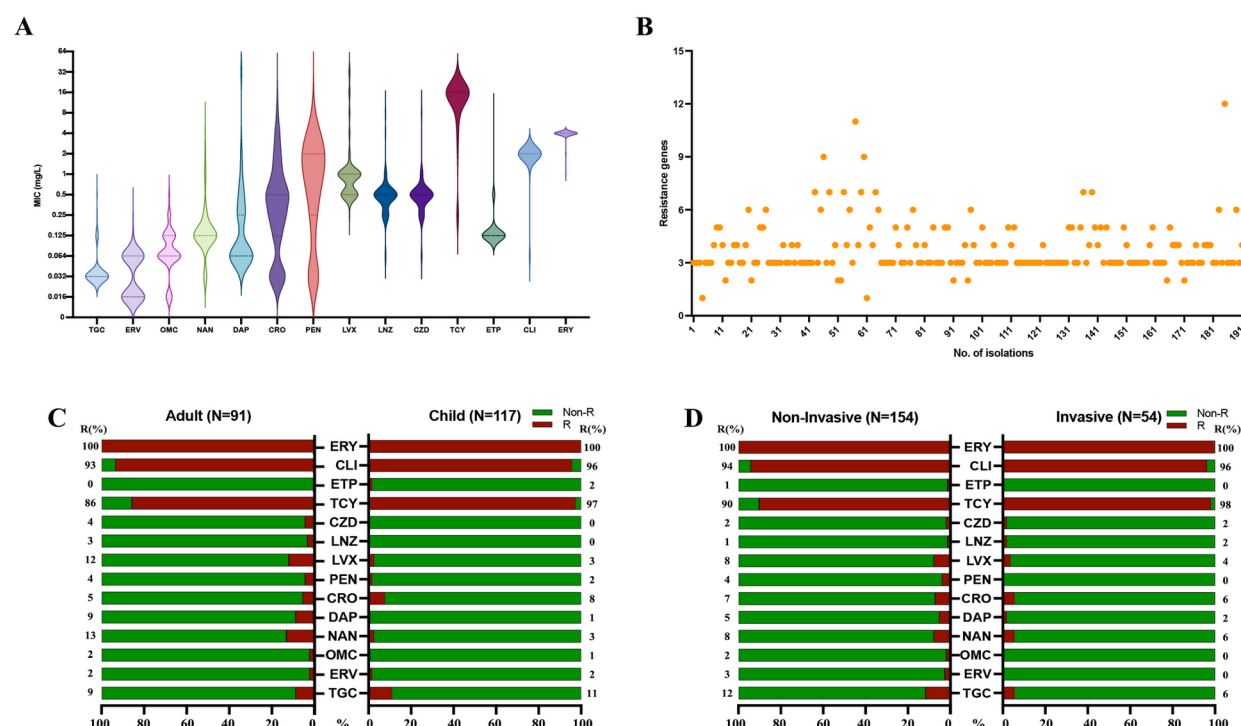 A
64
32
16
8
4
2
1
0.5
0.25
0.125
0.06
0.032
0.016
0
MIC (mg/L)
TGC ERV OMC NAN DAP CRO PEN LVX LNZ CZD TCY ETP CLI ERY
B
15
12
9
6
3
0
Resistance genes
1 11 21 31 41 51 61 71 81 91 101 111 121 131 141 151 161 171 181 191
No. of isolations
C
Adult (N=91) Child (N=117) Non-R
R
R(%) R(%)
100 ERY 100
93 CLI 96
0 ETP 2
86 TCY 97
4 CZD 0
3 LNZ 0
12 LVX 3
4 PEN 2
5 CRO 8
9 DAP 1
13 NAN 3
2 OMC 1
2 ERV 2
9 TGC 11
100 80 60 40 20 0 % 0 20 40 60 80 100
D
Non-Invasive (N=154) Invasive (N=54) Non-R
R
R(%) R(%)
100 ERY 100
94 CLI 96
1 ETP 0
90 TCY 98
2 CZD 2
1 LNZ 2
8 LVX 4
4 PEN 0
7 CRO 6
5 DAP 2
8 NAN 6
2 OMC 0
3 ERV 0
12 TGC 6
100 80 60 40 20 0 % 0 20 40 60 80 100